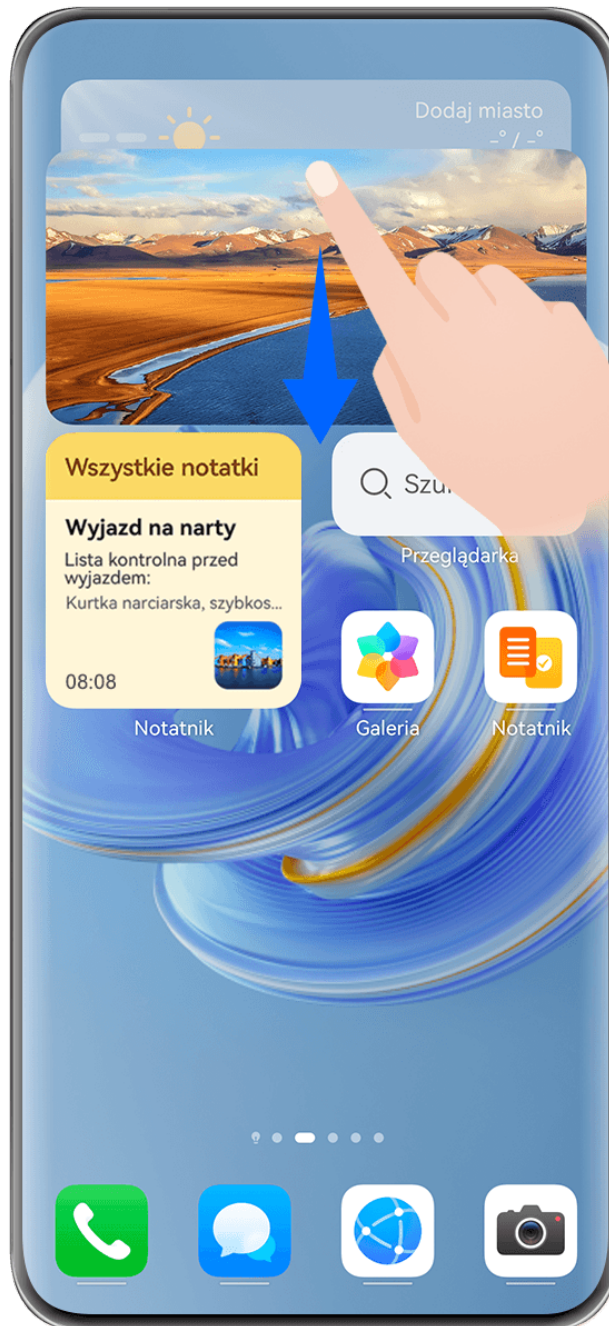 Dodaj miasto
–° / –°
Wszystkie notatki
Wyjazd na narty
Lista kontrolna przed
wyjazdem:
Kurtka narciarska, szybkos...
08:08
Notatnik
Przeglądarka
Galeria
Notatnik